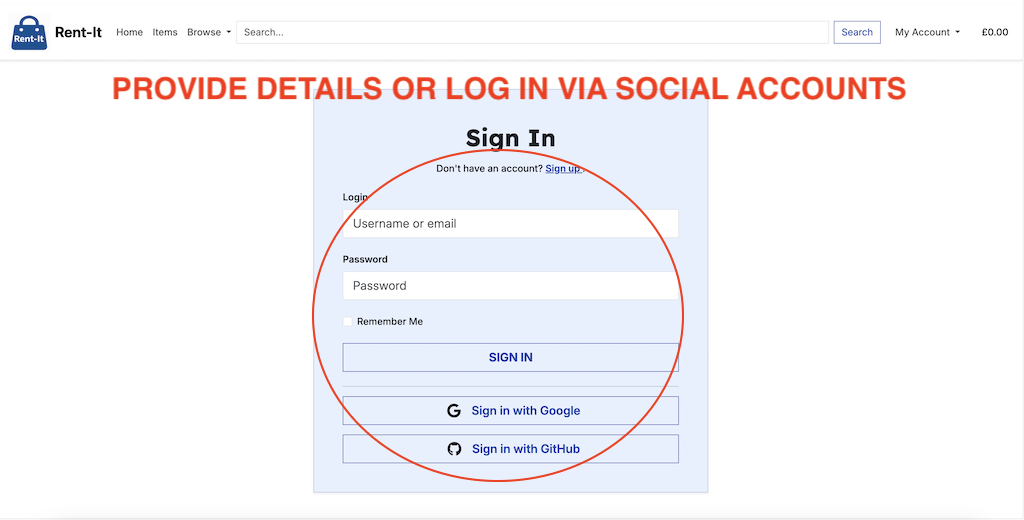 Rent-It Rent-It Home Items Browse Search... Search My Account £0.00
PROVIDE DETAILS OR LOG IN VIA SOCIAL ACCOUNTS
Sign In
Don't have an account? Sign up.
Login
Username or email
Password
Password
Remember Me
SIGN IN
G Sign in with Google
Sign in with GitHub